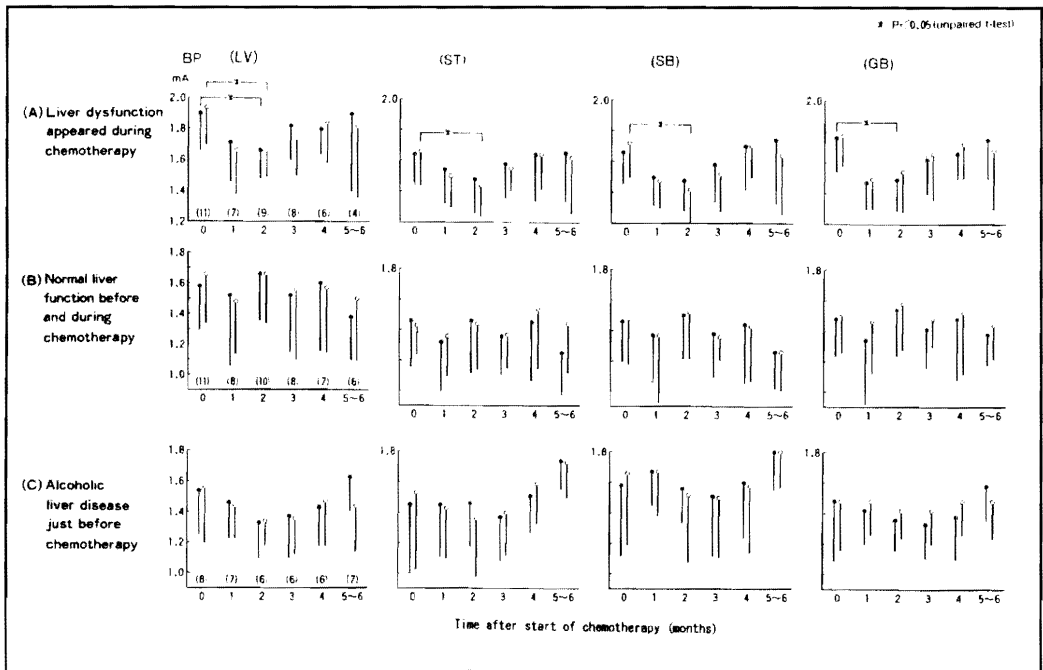 * P<0.05 (unpaired t-test)
BP (LV) (ST) (SB) (GB)
mA
(A) Liver dysfunction
appeared during
chemotherapy
2.0
1.8
1.6
1.4
1.2
*
*
(11) (7) (9) (8) (6) (4)
0 1 2 3 4 5~6
2.0
*
0 1 2 3 4 5~6
2.0
*
0 1 2 3 4 5~6
2.0
*
0 1 2 3 4 5~6
(B) Normal liver
function before
and during
chemotherapy
1.8
1.6
1.4
1.2
1.0
(11) (8) (10) (8) (7) (6)
0 1 2 3 4 5~6
1.8
0 1 2 3 4 5~6
1.8
0 1 2 3 4 5~6
1.8
0 1 2 3 4 5~6
(C) Alcoholic
liver disease
just before
chemotherapy
1.8
1.6
1.4
1.2
1.0
(8) (7) (6) (6) (6) (7)
0 1 2 3 4 5~6
1.8
0 1 2 3 4 5~6
1.8
0 1 2 3 4 5~6
1.8
0 1 2 3 4 5~6
Time after start of chemotherapy (months)